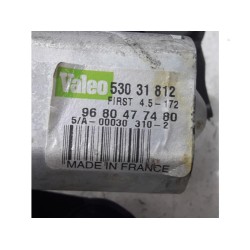 Valeo 530 31 812
FIRST 4.5-172
96 80 47 74 80
5/A-00030 310-2
MADE IN FRANCE